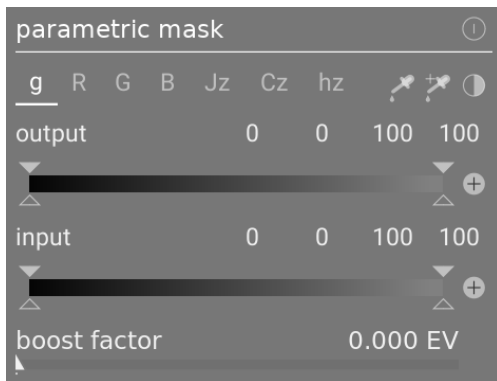 parametric mask
g R G B Jz Cz hz
output 0 0 100 100
input 0 0 100 100
boost factor 0.000 EV